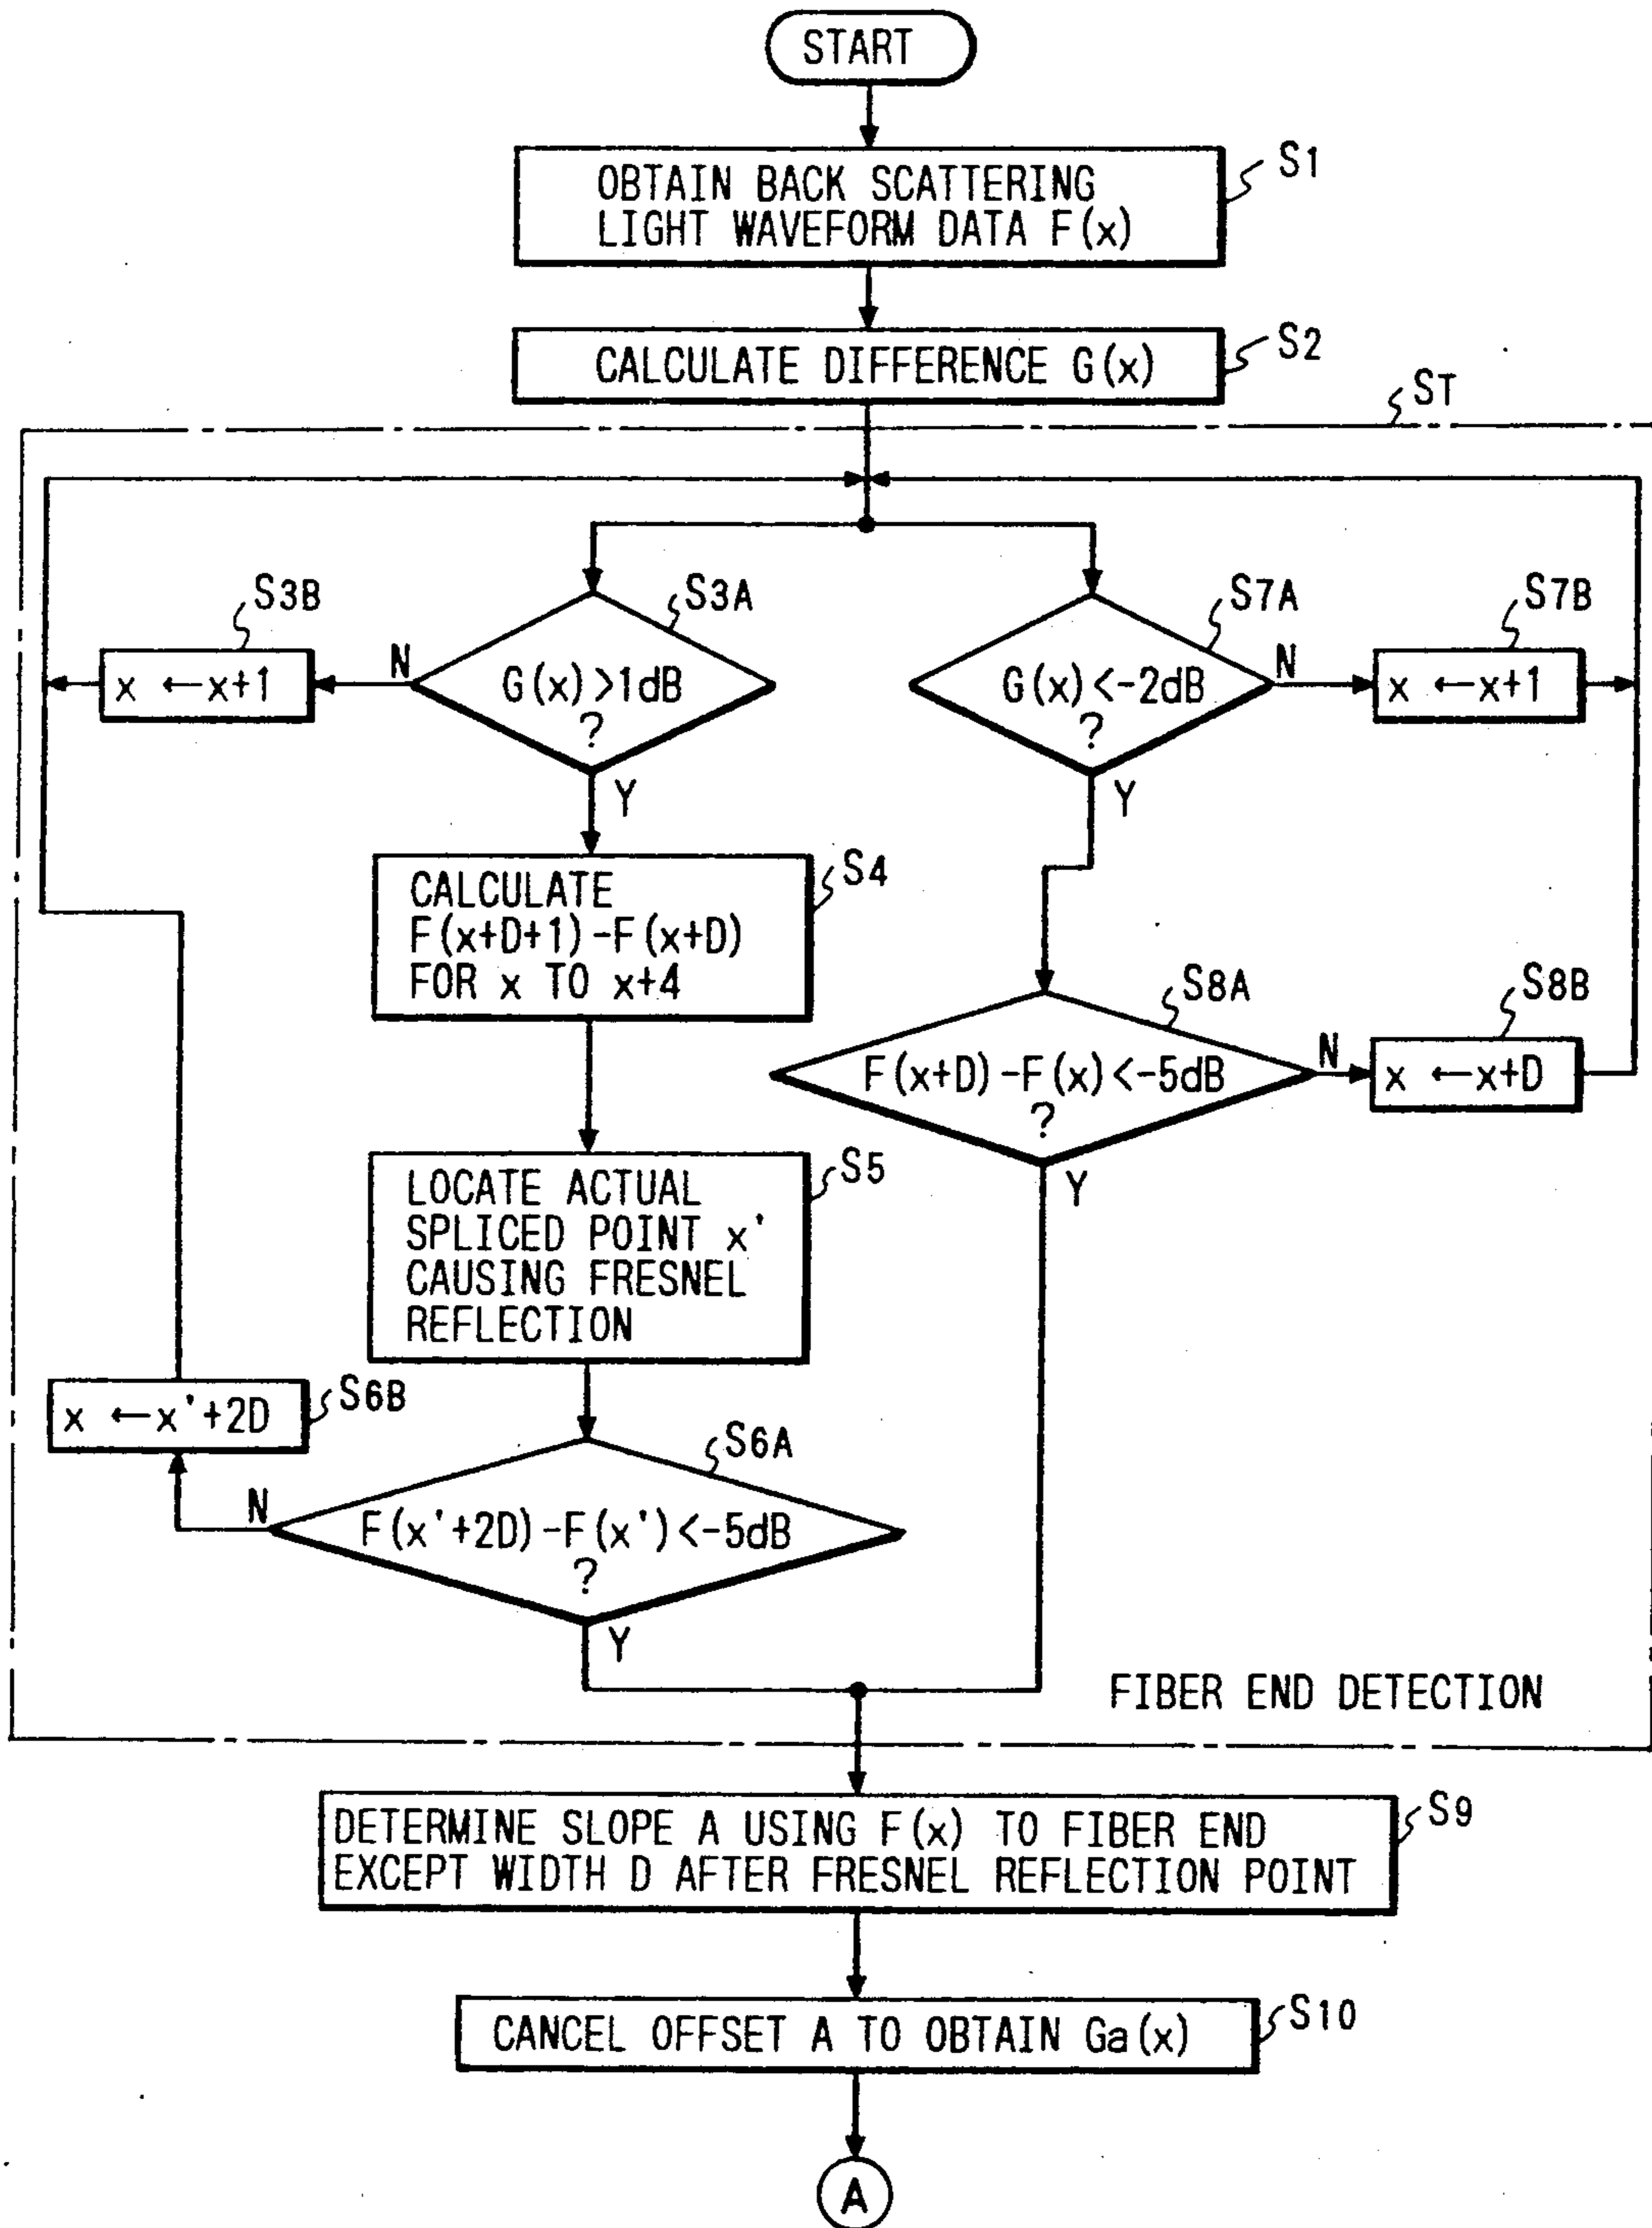 START
OBTAIN BACK SCATTERING
LIGHT WAVEFORM DATA F(x)
S1
CALCULATE DIFFERENCE G(x)
S2
ST
S3B
x ←x+1
N
S3A
G(x)>1dB
?
Y
S7A
G(x)<-2dB
?
Y
N
S7B
x ←x+1
CALCULATE
F(x+D+1)-F(x+D)
FOR x TO x+4
S4
S8A
F(x+D)-F(x)<-5dB
?
Y
N
S8B
x ←x+D
LOCATE ACTUAL
SPLICED POINT x'
CAUSING FRESNEL
REFLECTION
S5
S6B
x ←x'+2D
N
S6A
F(x'+2D)-F(x')<-5dB
?
Y
FIBER END DETECTION
DETERMINE SLOPE A USING F(x) TO FIBER END
EXCEPT WIDTH D AFTER FRESNEL REFLECTION POINT
S9
CANCEL OFFSET A TO OBTAIN Ga(x)
S10
A